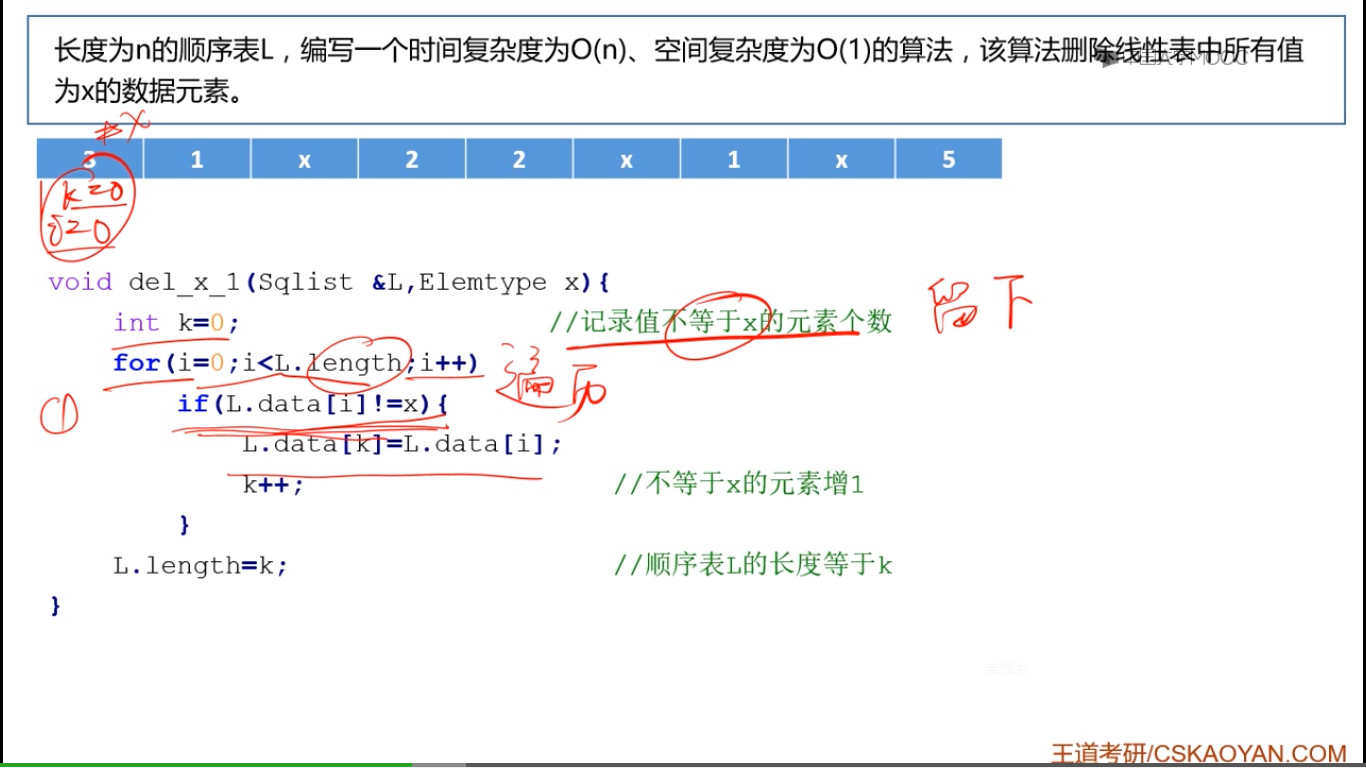 长度为n的顺序表L，编写一个时间复杂度为O(n)、空间复杂度为O(1)的算法，该算法删除线性表中所有值
为x的数据元素。
≠x
3 1 x 2 2 x 1 x 5
k=0
i=0
void del_x_1(Sqlist &L,Elemtype x){
int k=0; //记录值不等于x的元素个数 留下
for(i=0;i<L.length;i++) 遍历
① if(L.data[i]!=x){
L.data[k]=L.data[i];
k++; //不等于x的元素增1
}
L.length=k; //顺序表L的长度等于k
}
王道考研/CSKAOYAN.COM